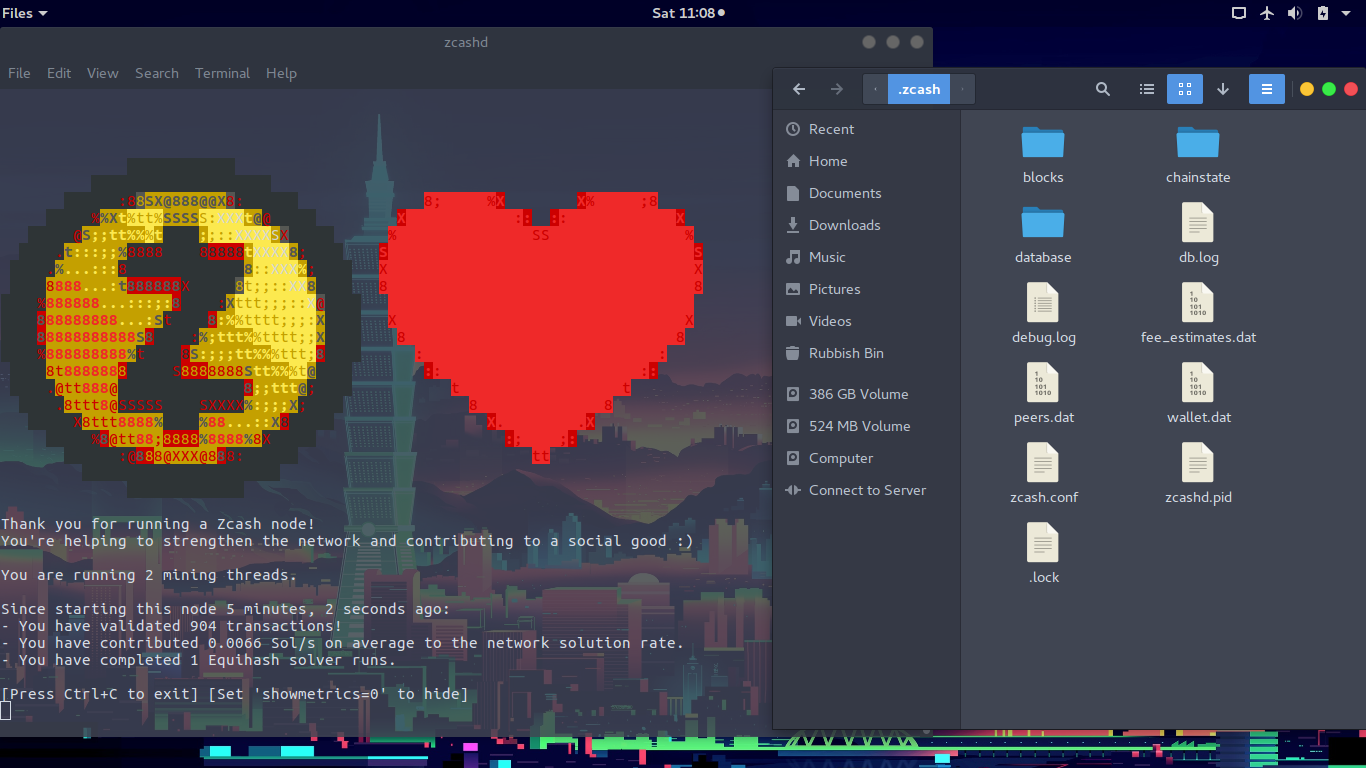 Files
Sat 11:08
zcashd
File Edit View Search Terminal Help
Thank you for running a Zcash node!
You're helping to strengthen the network and contributing to a social good :)
You are running 2 mining threads.
Since starting this node 5 minutes, 2 seconds ago:
- You have validated 904 transactions!
- You have contributed 0.0066 Sol/s on average to the network solution rate.
- You have completed 1 Equihash solver runs.
[Press Ctrl+C to exit] [Set 'showmetrics=0' to hide]
.zcash
Recent
Home
Documents
Downloads
Music
Pictures
Videos
Rubbish Bin
386 GB Volume
524 MB Volume
Computer
Connect to Server
blocks
chainstate
database
db.log
debug.log
fee_estimates.dat
peers.dat
wallet.dat
zcash.conf
zcashd.pid
.lock